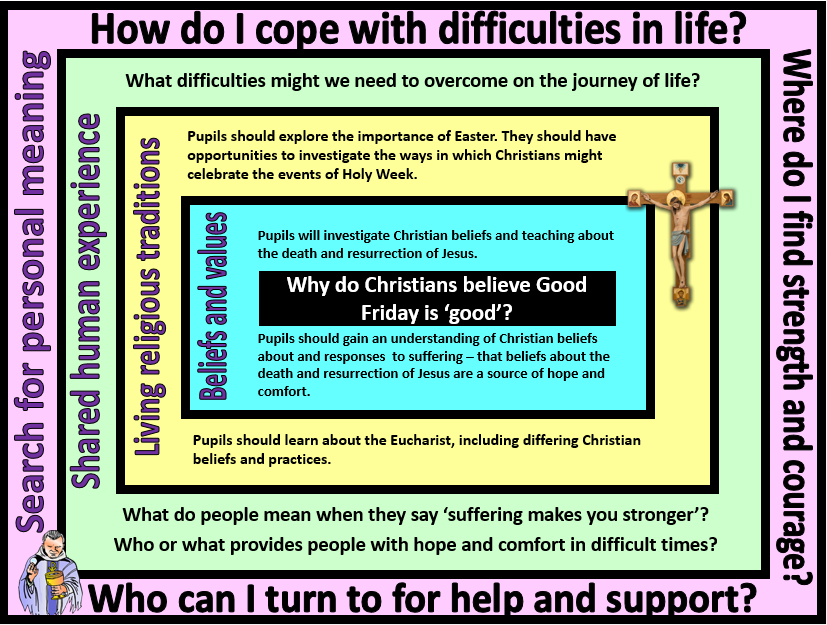 How do I cope with difficulties in life?
Search for personal meaning
Where do I find strength and courage?
What difficulties might we need to overcome on the journey of life?
Shared human experience
Living religious traditions
Pupils should explore the importance of Easter. They should have
opportunities to investigate the ways in which Christians might
celebrate the events of Holy Week.
Beliefs and values
Pupils will investigate Christian beliefs and teaching about
the death and resurrection of Jesus.
Why do Christians believe Good
Friday is ‘good’?
Pupils should gain an understanding of Christian beliefs
about and responses to suffering – that beliefs about the
death and resurrection of Jesus are a source of hope and
comfort.
Pupils should learn about the Eucharist, including differing Christian
beliefs and practices.
What do people mean when they say ‘suffering makes you stronger’?
Who or what provides people with hope and comfort in difficult times?
Who can I turn to for help and support?